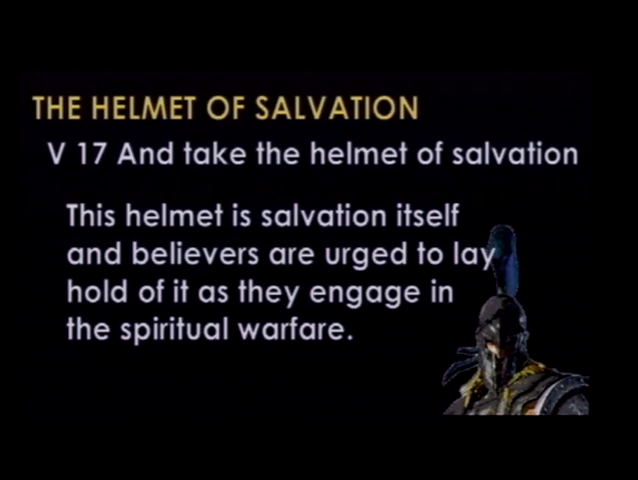 THE HELMET OF SALVATION
V 17 And take the helmet of salvation
This helmet is salvation itself
and believers are urged to lay
hold of it as they engage in
the spiritual warfare.